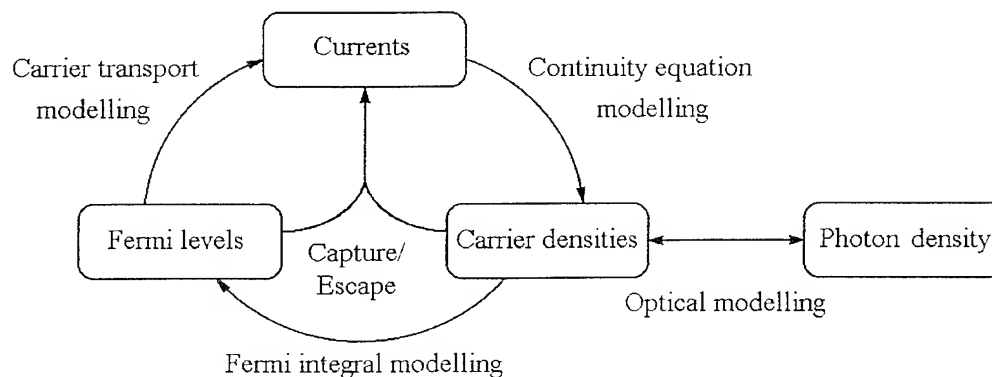 Currents
Carrier transport
modelling
Continuity equation
modelling
Fermi levels
Capture/
Escape
Carrier densities
Photon density
Optical modelling
Fermi integral modelling